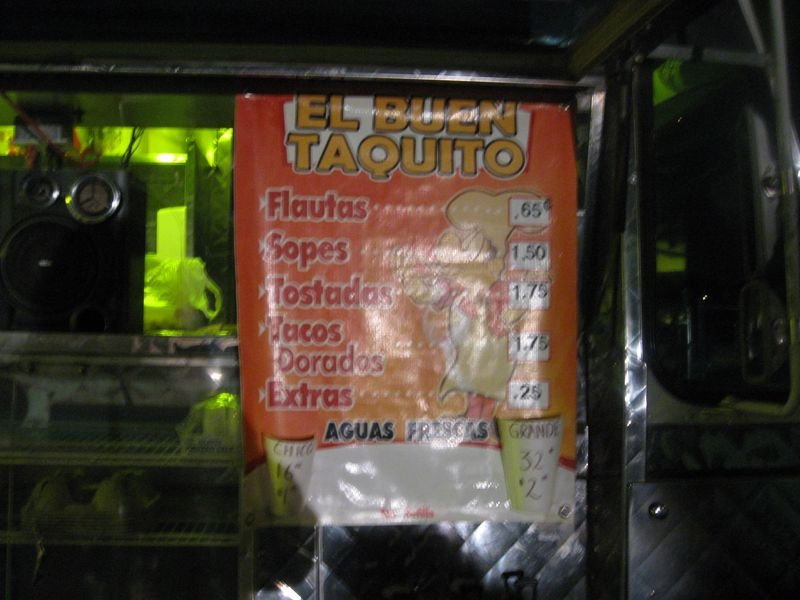 EL BUEN
TAQUITO
Flautas .65¢
Sopes 1.50
Tostadas 1.75
Tacos
Dorados 1.75
Extras .25
AGUAS FRESCAS
CHICO
16"
GRANDE
32"
$2"